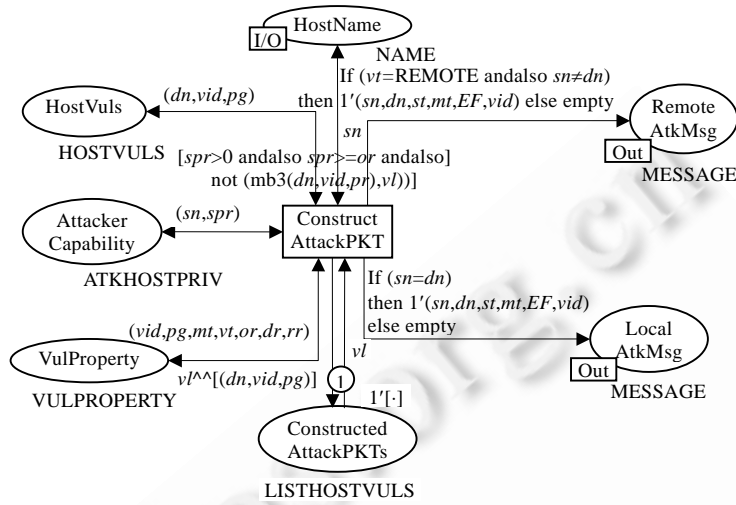 HostName
I/O
NAME
If (vt=REMOTE andalso sn≠dn)
then 1′(sn,dn,st,mt,EF,vid) else empty
HostVuls
(dn,vid,pg)
HOSTVULS
sn
Remote
AtkMsg
Out
MESSAGE
[spr>0 andalso spr>=or andalso]
not (mb3(dn,vid,pr),vl))]
Attacker
Capability
(sn,spr)
ATKHOSTPRIV
Construct
AttackPKT
If (sn=dn)
then 1′(sn,dn,st,mt,EF,vid)
else empty
(vid,pg,mt,vt,or,dr,rr)
vl
VulProperty
vl^^[(dn,vid,pg)]
VULPROPERTY
Local
AtkMsg
Out
MESSAGE
1
1′[·]
Constructed
AttackPKTs
LISTHOSTVULS
org.cn